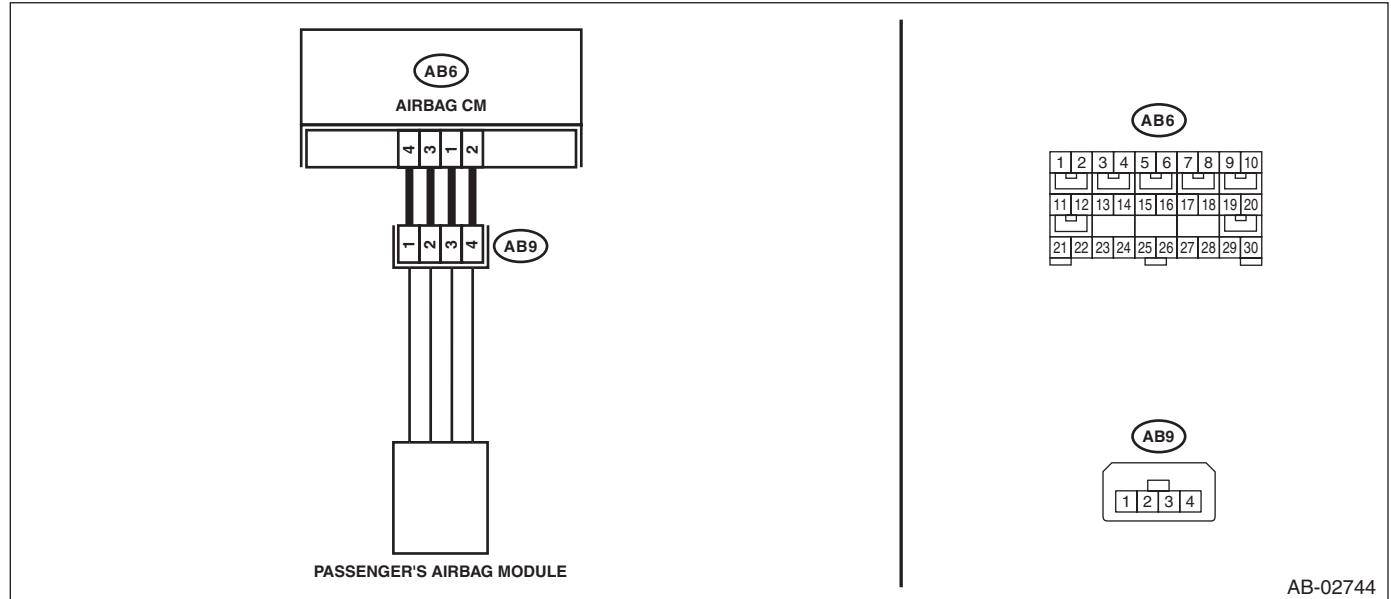 AB6
AIRBAG CM
4 3 1 2
1 2 3 4
AB9
PASSENGER'S AIRBAG MODULE
AB6
1 2 3 4 5 6 7 8 9 10
11 12 13 14 15 16 17 18 19 20
21 22 23 24 25 26 27 28 29 30
AB9
1 2 3 4
AB-02744